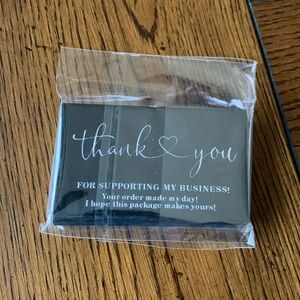 thank you
FOR SUPPORTING MY BUSINESS!
Your order made my day!
I hope this package makes yours!